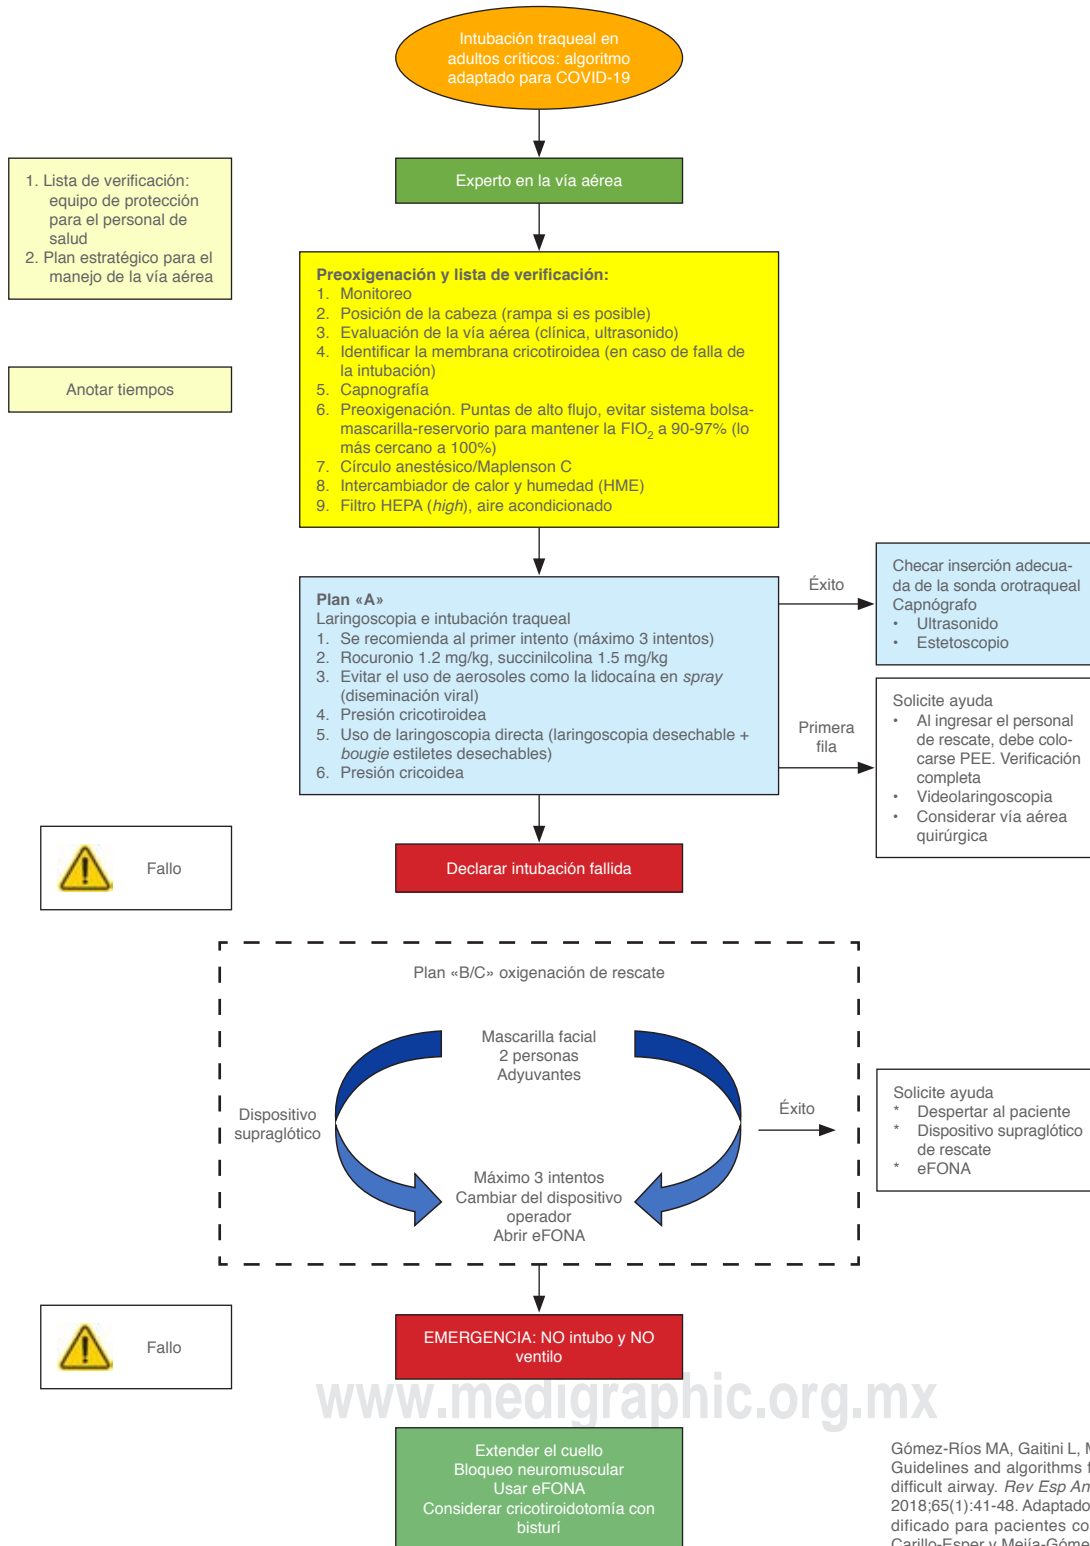 Intubación traqueal en
adultos críticos: algoritmo
adaptado para COVID-19
Experto en la vía aérea
1. Lista de verificación:
equipo de protección
para el personal de
salud
2. Plan estratégico para el
manejo de la vía aérea
Anotar tiempos
Preoxigenación y lista de verificación:
1. Monitoreo
2. Posición de la cabeza (rampa si es posible)
3. Evaluación de la vía aérea (clínica, ultrasonido)
4. Identificar la membrana cricotiroidea (en caso de falla de
la intubación)
5. Capnografía
6. Preoxigenación. Puntas de alto flujo, evitar sistema bolsa-
mascarilla-reservorio para mantener la FIO2 a 90-97% (lo
más cercano a 100%)
7. Círculo anestésico/Maplenson C
8. Intercambiador de calor y humedad (HME)
9. Filtro HEPA (high), aire acondicionado
Plan «A»
Laringoscopia e intubación traqueal
1. Se recomienda al primer intento (máximo 3 intentos)
2. Rocuronio 1.2 mg/kg, succinilcolina 1.5 mg/kg
3. Evitar el uso de aerosoles como la lidocaína en spray
(diseminación viral)
4. Presión cricotiroidea
5. Uso de laringoscopia directa (laringoscopia desechable +
bougie estiletes desechables)
6. Presión cricoidea
Éxito
Checar inserción adecua-
da de la sonda orotraqueal
Capnógrafo
• Ultrasonido
• Estetoscopio
Primera
fila
Solicite ayuda
• Al ingresar el personal
de rescate, debe colo-
carse PEE. Verificación
completa
• Videolaringoscopia
• Considerar vía aérea
quirúrgica
Fallo
Declarar intubación fallida
Plan «B/C» oxigenación de rescate
Mascarilla facial
2 personas
Adyuvantes
Dispositivo
supraglótico
Éxito
Máximo 3 intentos
Cambiar del dispositivo
operador
Abrir eFONA
Solicite ayuda
* Despertar al paciente
* Dispositivo supraglótico
de rescate
* eFONA
Fallo
EMERGENCIA: NO intubo y NO
ventilo
www.medigraphic.org.mx
Extender el cuello
Bloqueo neuromuscular
Usar eFONA
Considerar cricotiroidotomía con
bisturí
Gómez-Ríos MA, Gaitini L, M
Guidelines and algorithms f
difficult airway. Rev Esp An
2018;65(1):41-48. Adaptado
dificado para pacientes co
Carillo-Esper y Mejía-Góme